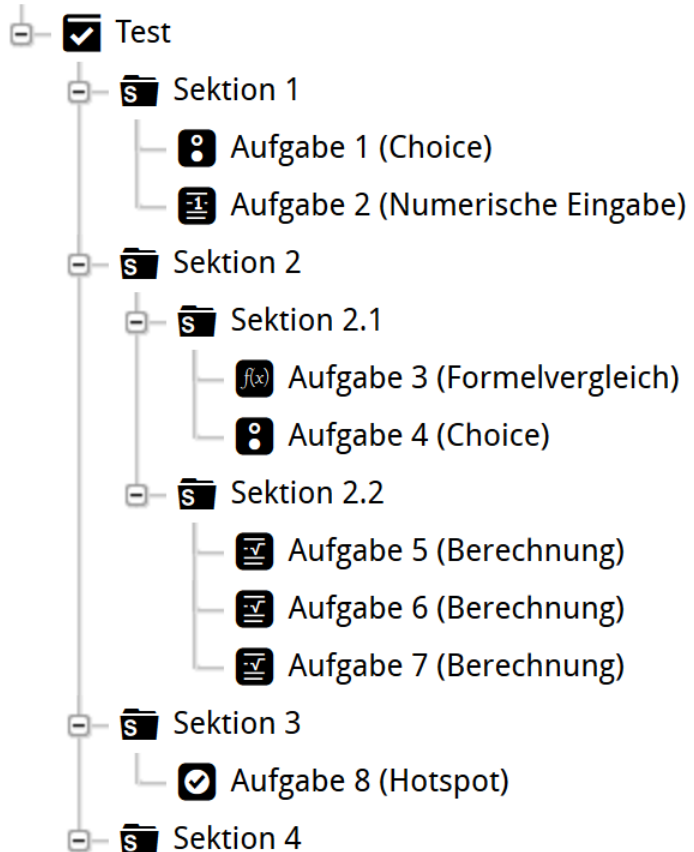 Test
S Sektion 1
Aufgabe 1 (Choice)
-1- Aufgabe 2 (Numerische Eingabe)
S Sektion 2
S Sektion 2.1
f(x) Aufgabe 3 (Formelvergleich)
Aufgabe 4 (Choice)
S Sektion 2.2
√ Aufgabe 5 (Berechnung)
√ Aufgabe 6 (Berechnung)
√ Aufgabe 7 (Berechnung)
S Sektion 3
Aufgabe 8 (Hotspot)
S Sektion 4